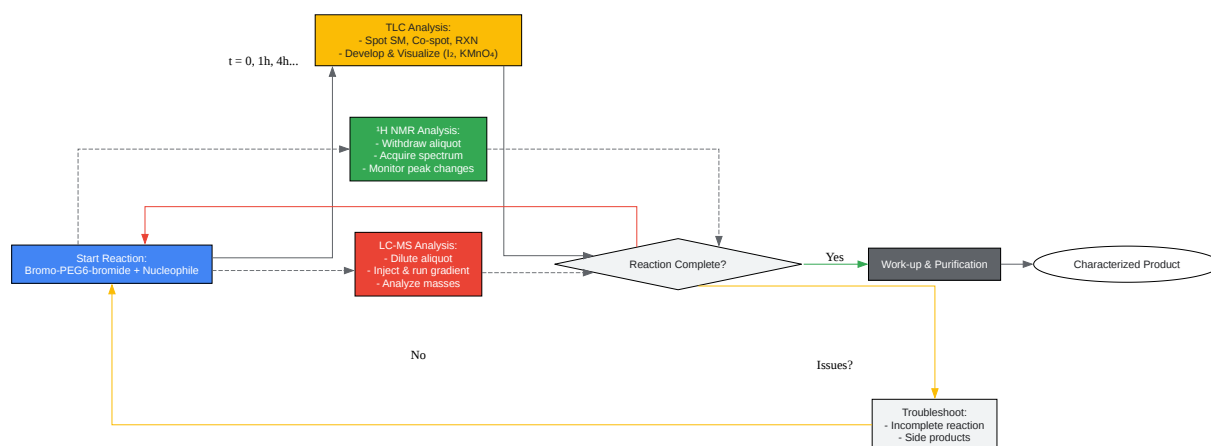 TLC Analysis:
- Spot SM, Co-spot, RXN
- Develop & Visualize (I₂, KMnO₄)
t = 0, 1h, 4h...
¹H NMR Analysis:
- Withdraw aliquot
- Acquire spectrum
- Monitor peak changes
Start Reaction:
Bromo-PEG6-bromide + Nucleophile
LC-MS Analysis:
- Dilute aliquot
- Inject & run gradient
- Analyze masses
Reaction Complete?
Yes
Work-up & Purification
Characterized Product
No
Issues?
Troubleshoot:
- Incomplete reaction
- Side products